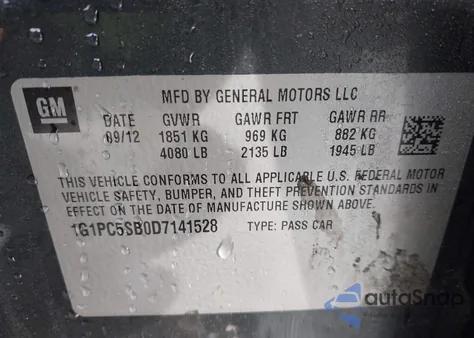 MFD BY GENERAL MOTORS LLC
GM
DATE GVWR GAWR FRT GAWR RR
09/12 1851 KG 969 KG 882 KG
4080 LB 2135 LB 1945 LB
THIS VEHICLE CONFORMS TO ALL APPLICABLE U.S. FEDERAL MOTOR
VEHICLE SAFETY, BUMPER, AND THEFT PREVENTION STANDARDS IN
EFFECT ON THE DATE OF MANUFACTURE SHOWN ABOVE.
1G1PC5SB0D7141528 TYPE: PASS CAR
autoSnap